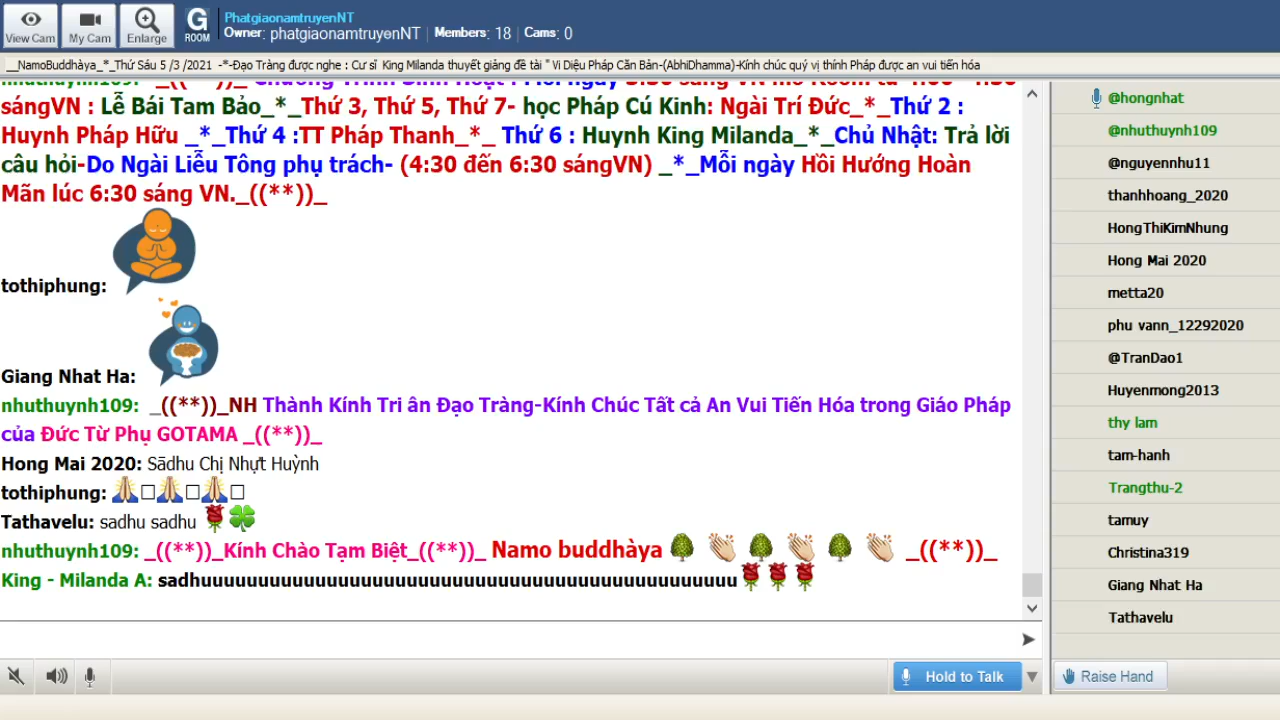 PhatgiaonamtruyenNT
G ROOM
Owner: phatgiaonamtruyenNT | Members: 18 | Cams: 0
View Cam
My Cam
Enlarge
__NamoBuddhàya_*_Thứ Sáu 5 /3 /2021 -*-Đạo Tràng được nghe : Cư sĩ King Milanda thuyết giảng đề tài " Vi Diệu Pháp Căn Bản-(AbhiDhamma)-Kính chúc quý vị thính Pháp được an vui tiến hóa
sángVN : Lễ Bái Tam Bảo_*_Thứ 3, Thứ 5, Thứ 7- học Pháp Cú Kinh: Ngài Trí Đức_*_Thứ 2 :
Huynh Pháp Hữu _*_Thứ 4 :TT Pháp Thanh_*_ Thứ 6 : Huynh King Milanda_*_Chủ Nhật: Trả lời
câu hỏi-Do Ngài Liễu Tông phụ trách- (4:30 đến 6:30 sángVN) _*_Mỗi ngày Hồi Hướng Hoàn
Mãn lúc 6:30 sáng VN._((**))_
tothiphung:
Giang Nhat Ha:
nhuthuynh109: _((**))_NH Thành Kính Tri ân Đạo Tràng-Kính Chúc Tất cả An Vui Tiến Hóa trong Giáo Pháp
của Đức Từ Phụ GOTAMA _((**))_
Hong Mai 2020: Sādhu Chị Nhựt Huỳnh
tothiphung: 🙏□🙏□🙏□
Tathavelu: sadhu sadhu 🌹🍀
nhuthuynh109: _((**))_Kính Chào Tạm Biệt_((**))_ Namo buddhàya 🌳 👏 🌳 👏 🌳 👏 _((**))_
King - Milanda A: sadhuuuuuuuuuuuuuuuuuuuuuuuuuuuuuuuuuuuuuuuuuuuuuuu🌹🌹🌹
Hold to Talk
@hongnhat
@nhuthuynh109
@nguyennhu11
thanhhoang_2020
HongThiKimNhung
Hong Mai 2020
metta20
phu vann_12292020
@TranDao1
Huyenmong2013
thy lam
tam-hanh
Trangthu-2
tamuy
Christina319
Giang Nhat Ha
Tathavelu
Raise Hand